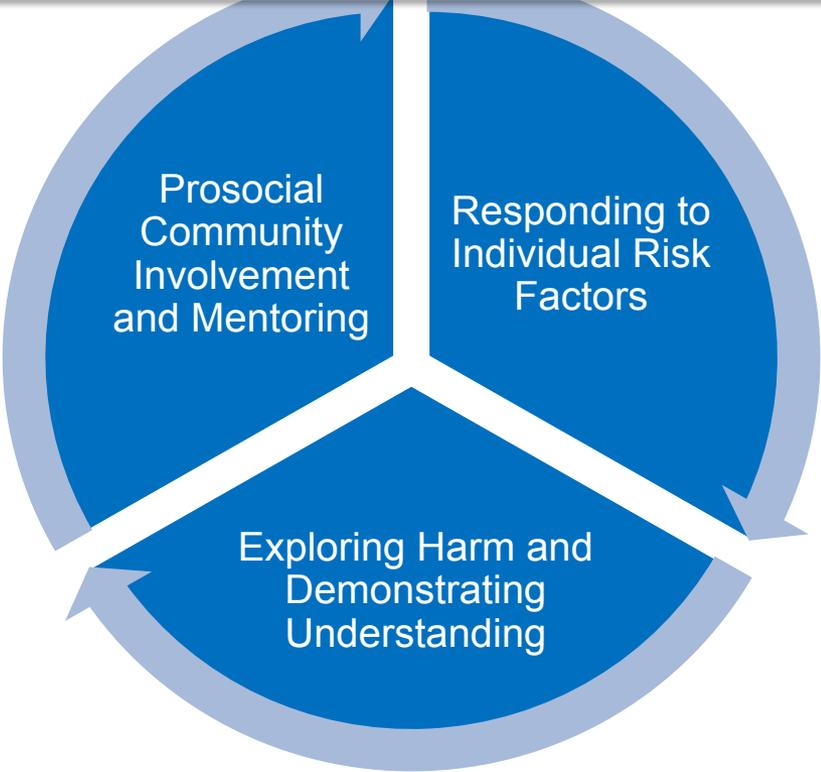 Prosocial
Community
Involvement
and Mentoring
Responding to
Individual Risk
Factors
Exploring Harm and
Demonstrating
Understanding